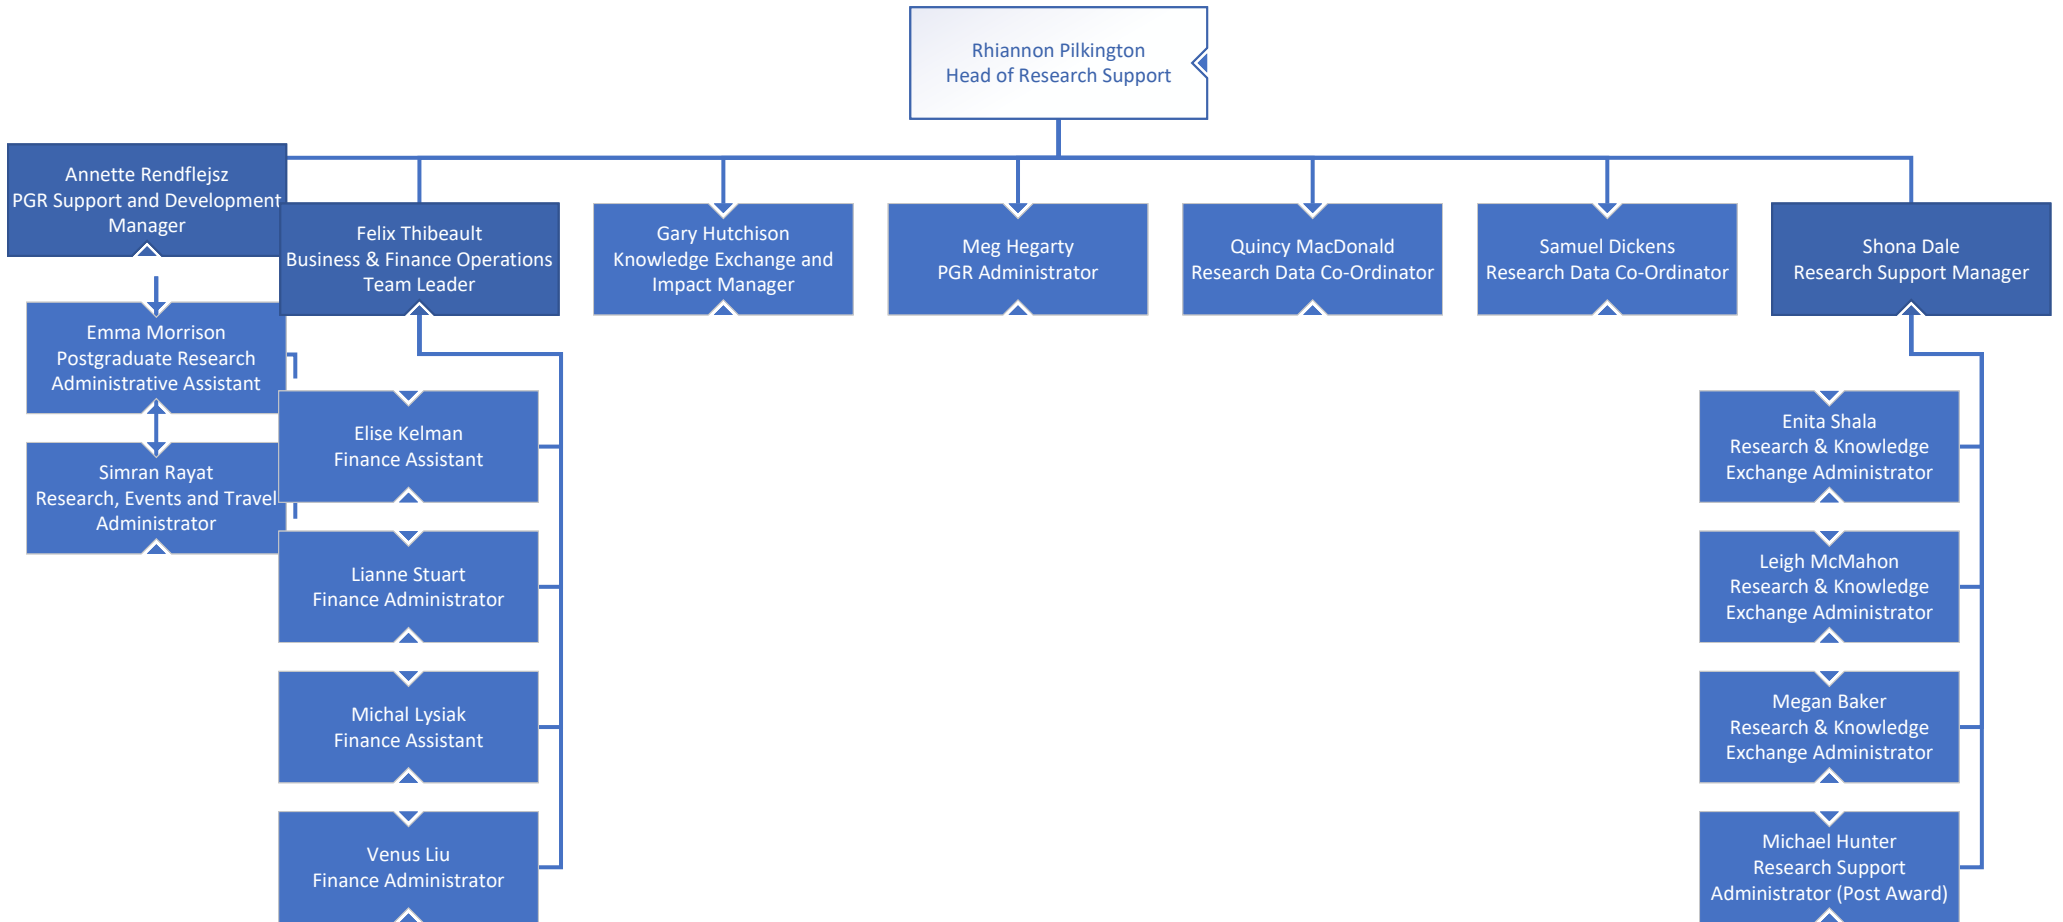 Rhiannon Pilkington
Head of Research Support
Annette Rendflejsz
PGR Support and Development
Manager
Felix Thibeault
Business & Finance Operations
Team Leader
Gary Hutchison
Knowledge Exchange and
Impact Manager
Meg Hegarty
PGR Administrator
Quincy MacDonald
Research Data Co-Ordinator
Samuel Dickens
Research Data Co-Ordinator
Shona Dale
Research Support Manager
Emma Morrison
Postgraduate Research
Administrative Assistant
Simran Rayat
Research, Events and Travel
Administrator
Elise Kelman
Finance Assistant
Lianne Stuart
Finance Administrator
Michal Lysiak
Finance Assistant
Venus Liu
Finance Administrator
Enita Shala
Research & Knowledge
Exchange Administrator
Leigh McMahon
Research & Knowledge
Exchange Administrator
Megan Baker
Research & Knowledge
Exchange Administrator
Michael Hunter
Research Support
Administrator (Post Award)